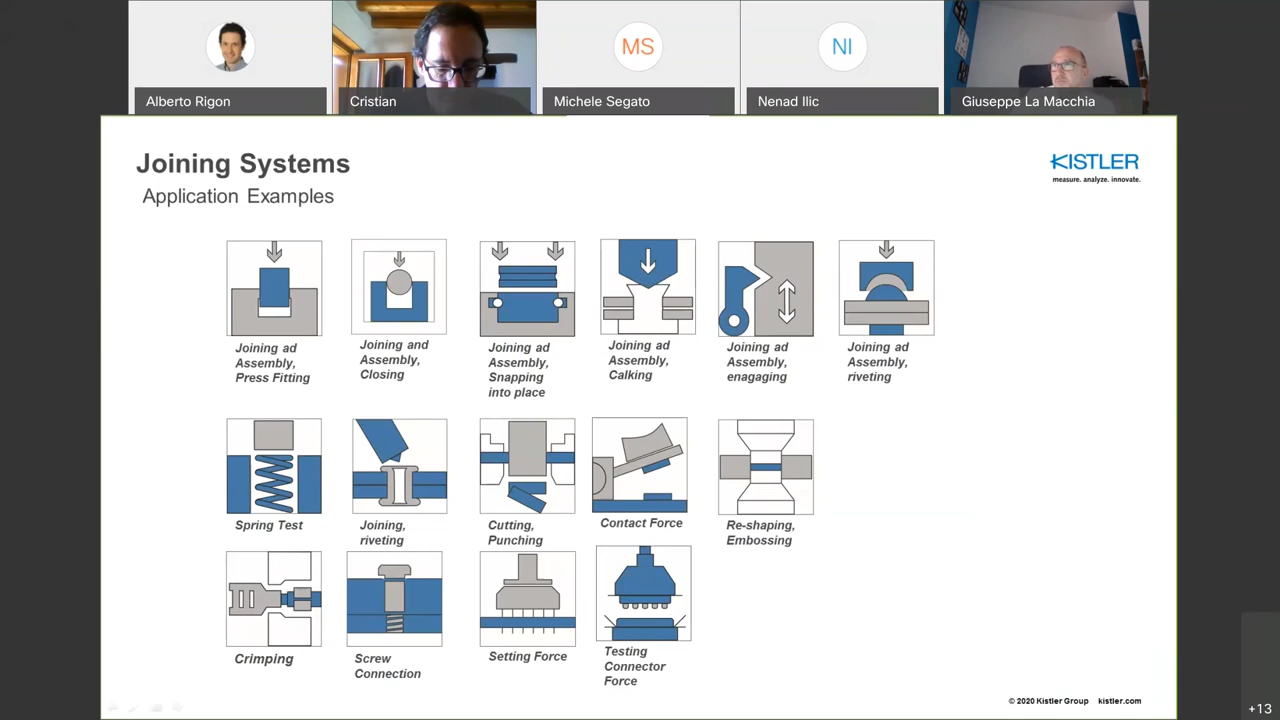 MS
NI
Alberto Rigon
Cristian
Michele Segato
Nenad Ilic
Giuseppe La Macchia
Joining Systems
Application Examples
KISTLER
measure. analyze. innovate.
Joining ad
Assembly,
Press Fitting
Joining and
Assembly,
Closing
Joining ad
Assembly,
Snapping
into place
Joining ad
Assembly,
Calking
Joining ad
Assembly,
enagaging
Joining ad
Assembly,
riveting
Spring Test
Joining,
riveting
Cutting,
Punching
Contact Force
Re-shaping,
Embossing
Crimping
Screw
Connection
Setting Force
Testing
Connector
Force
© 2020 Kistler Group kistler.com
+13